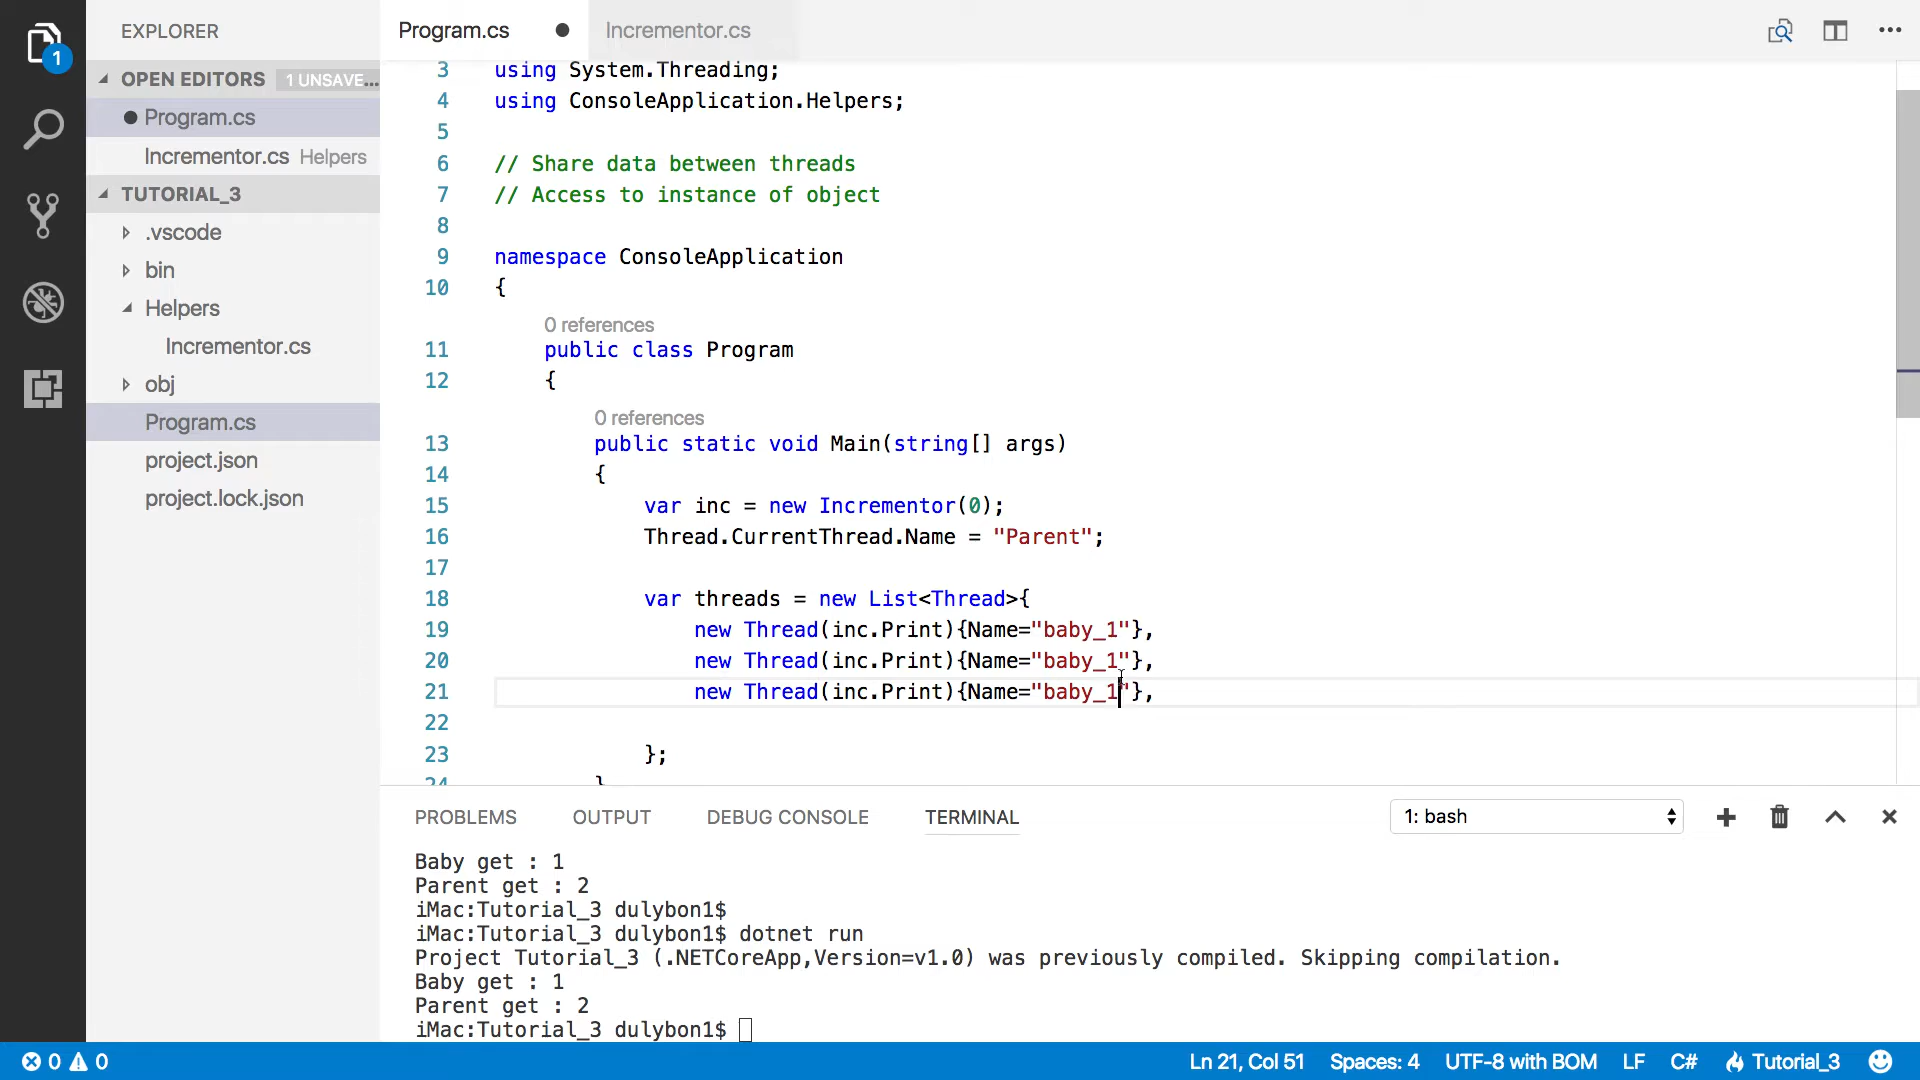 EXPLORER
OPEN EDITORS 1 UNSAVE...
Program.cs
Incrementor.cs Helpers
TUTORIAL_3
.vscode
bin
Helpers
Incrementor.cs
obj
Program.cs
project.json
project.lock.json
1
Program.cs Incrementor.cs
3 using System.Threading;
4 using ConsoleApplication.Helpers;
5
6 // Share data between threads
7 // Access to instance of object
8
9 namespace ConsoleApplication
10 {
0 references
11 public class Program
12 {
0 references
13 public static void Main(string[] args)
14 {
15 var inc = new Incrementor(0);
16 Thread.CurrentThread.Name = "Parent";
17
18 var threads = new List<Thread>{
19 new Thread(inc.Print){Name="baby_1"},
20 new Thread(inc.Print){Name="baby_1"},
21 new Thread(inc.Print){Name="baby_1"},
22
23 };
24 }
PROBLEMS OUTPUT DEBUG CONSOLE TERMINAL 1: bash
Baby get : 1
Parent get : 2
iMac:Tutorial_3 dulybon1$
iMac:Tutorial_3 dulybon1$ dotnet run
Project Tutorial_3 (.NETCoreApp,Version=v1.0) was previously compiled. Skipping compilation.
Baby get : 1
Parent get : 2
iMac:Tutorial_3 dulybon1$
0 0 Ln 21, Col 51 Spaces: 4 UTF-8 with BOM LF C# Tutorial_3